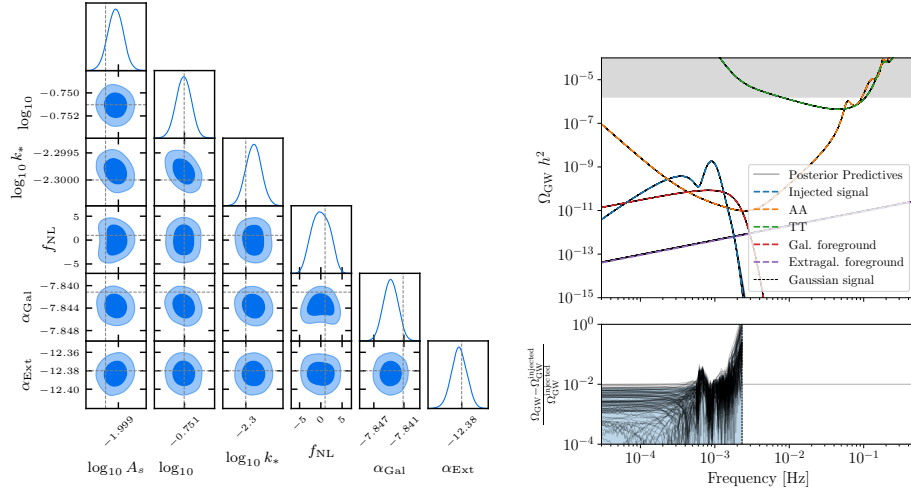 log₁₀
−0.750
−0.752
log₁₀ k*
−2.2995
−2.3000
f_NL
5
0
−5
α_Gal
−7.840
−7.844
−7.848
α_Ext
−12.36
−12.38
−12.40
−1.999
−0.751
−2.3
−5 0 5
−7.847
−7.841
−12.38
log₁₀ A_s
log₁₀
log₁₀ k*
f_NL
α_Gal
α_Ext
Ω_GW h²
10⁻⁵
10⁻⁷
10⁻⁹
10⁻¹¹
10⁻¹³
10⁻¹⁵
Posterior Predictives
Injected signal
AA
TT
Gal. foreground
Extragal. foreground
Gaussian signal
(Ω_GW − Ω_GW^injected) / Ω_GW^injected
10⁰
10⁻²
10⁻⁴
10⁻⁴ 10⁻³ 10⁻² 10⁻¹
Frequency [Hz]